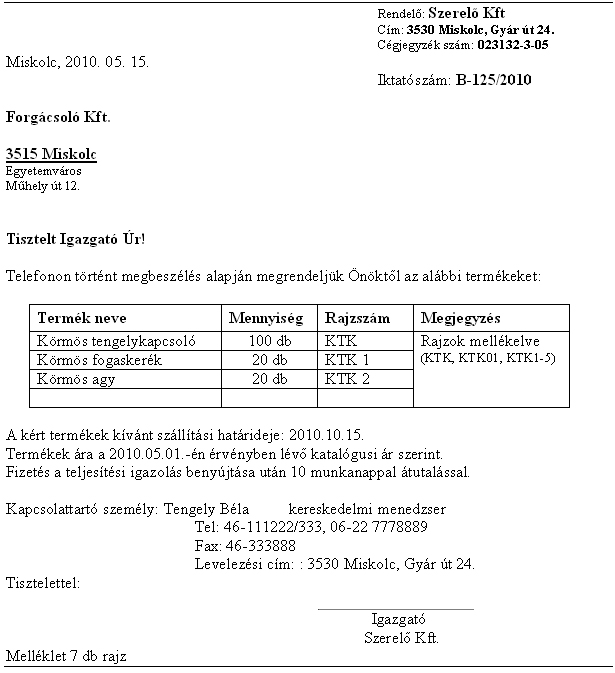 Rendelő: Szerelő Kft
Cím: 3530 Miskolc, Gyár út 24.
Cégjegyzék szám: 023132-3-05
Miskolc, 2010. 05. 15.
Iktatószám: B-125/2010
Forgácsoló Kft.
3515 Miskolc
Egyetemváros
Műhely út 12.
Tisztelt Igazgató Úr!
Telefonon történt megbeszélés alapján megrendeljük Önöktől az alábbi termékeket:
Termék neve Mennyiség Rajzszám Megjegyzés
Körmös tengelykapcsoló 100 db KTK Rajzok mellékelve
Körmös fogaskerék 20 db KTK 1 (KTK, KTK01, KTK1-5)
Körmös agy 20 db KTK 2
A kért termékek kívánt szállítási határideje: 2010.10.15.
Termékek ára a 2010.05.01.-én érvényben lévő katalógusi ár szerint.
Fizetés a teljesítési igazolás benyújtása után 10 munkanappal átutalással.
Kapcsolattartó személy: Tengely Béla kereskedelmi menedzser
Tel: 46-111222/333, 06-22 7778889
Fax: 46-333888
Levelezési cím: : 3530 Miskolc, Gyár út 24.
Tisztelettel:
Igazgató
Szerelő Kft.
Melléklet 7 db rajz